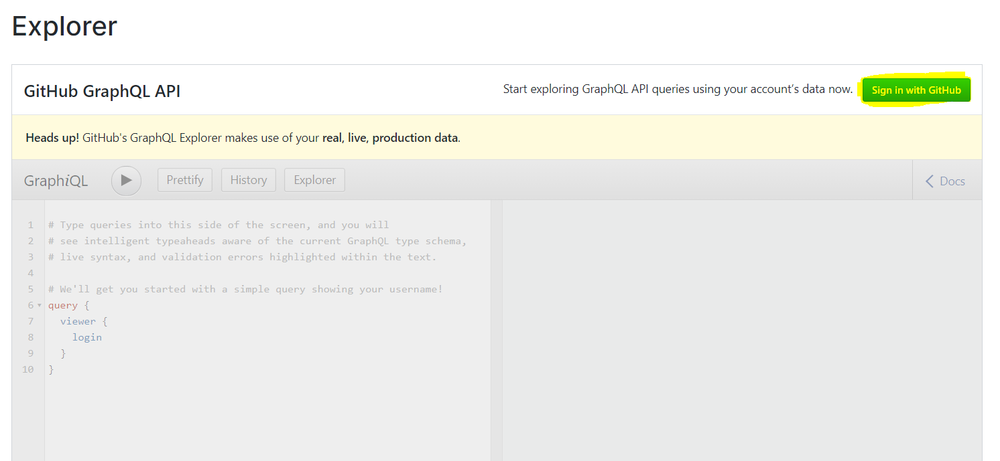 Explorer
GitHub GraphQL API
Start exploring GraphQL API queries using your account’s data now.
Sign in with GitHub
Heads up! GitHub's GraphQL Explorer makes use of your real, live, production data.
GraphiQL
Prettify
History
Explorer
Docs
1 # Type queries into this side of the screen, and you will
2 # see intelligent typeaheads aware of the current GraphQL type schema,
3 # live syntax, and validation errors highlighted within the text.
4
5 # We'll get you started with a simple query showing your username!
6 query {
7   viewer {
8     login
9   }
10 }